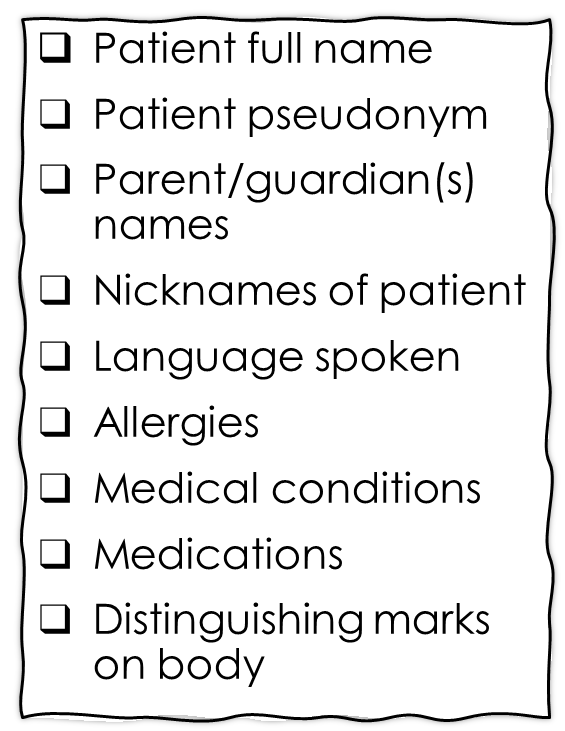 ❑ Patient full name
❑ Patient pseudonym
❑ Parent/guardian(s)
names
❑ Nicknames of patient
❑ Language spoken
❑ Allergies
❑ Medical conditions
❑ Medications
❑ Distinguishing marks
on body